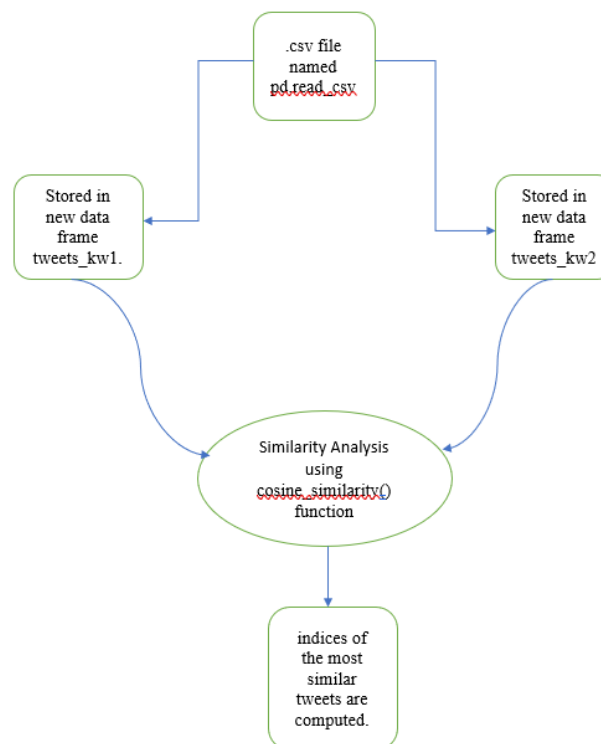 .csv file
named
pd.read_csv
Stored in
new data
frame
tweets_kw1.
Stored in
new data
frame
tweets_kw2
Similarity Analysis
using
cosine_similarity()
function
indices of
the most
similar
tweets are
computed.